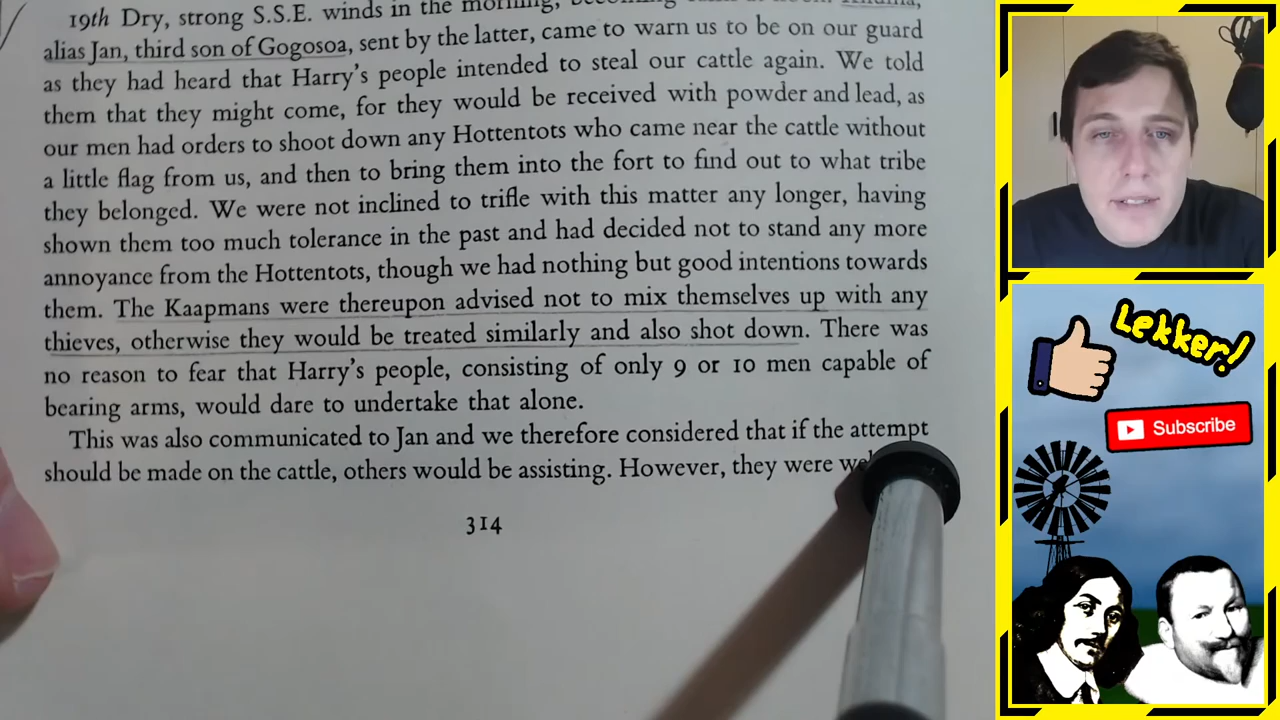 19th Dry, strong S.S.E. winds in the morning,
alias Jan, third son of Gogosoa, sent by the latter, came to warn us to be on our guard
as they had heard that Harry's people intended to steal our cattle again. We told
them that they might come, for they would be received with powder and lead, as
our men had orders to shoot down any Hottentots who came near the cattle without
a little flag from us, and then to bring them into the fort to find out to what tribe
they belonged. We were not inclined to trifle with this matter any longer, having
shown them too much tolerance in the past and had decided not to stand any more
annoyance from the Hottentots, though we had nothing but good intentions towards
them. The Kaapmans were thereupon advised not to mix themselves up with any
thieves, otherwise they would be treated similarly and also shot down. There was
no reason to fear that Harry's people, consisting of only 9 or 10 men capable of
bearing arms, would dare to undertake that alone.
This was also communicated to Jan and we therefore considered that if the attempt
should be made on the cattle, others would be assisting. However, they were
314
Lekker!
Subscribe